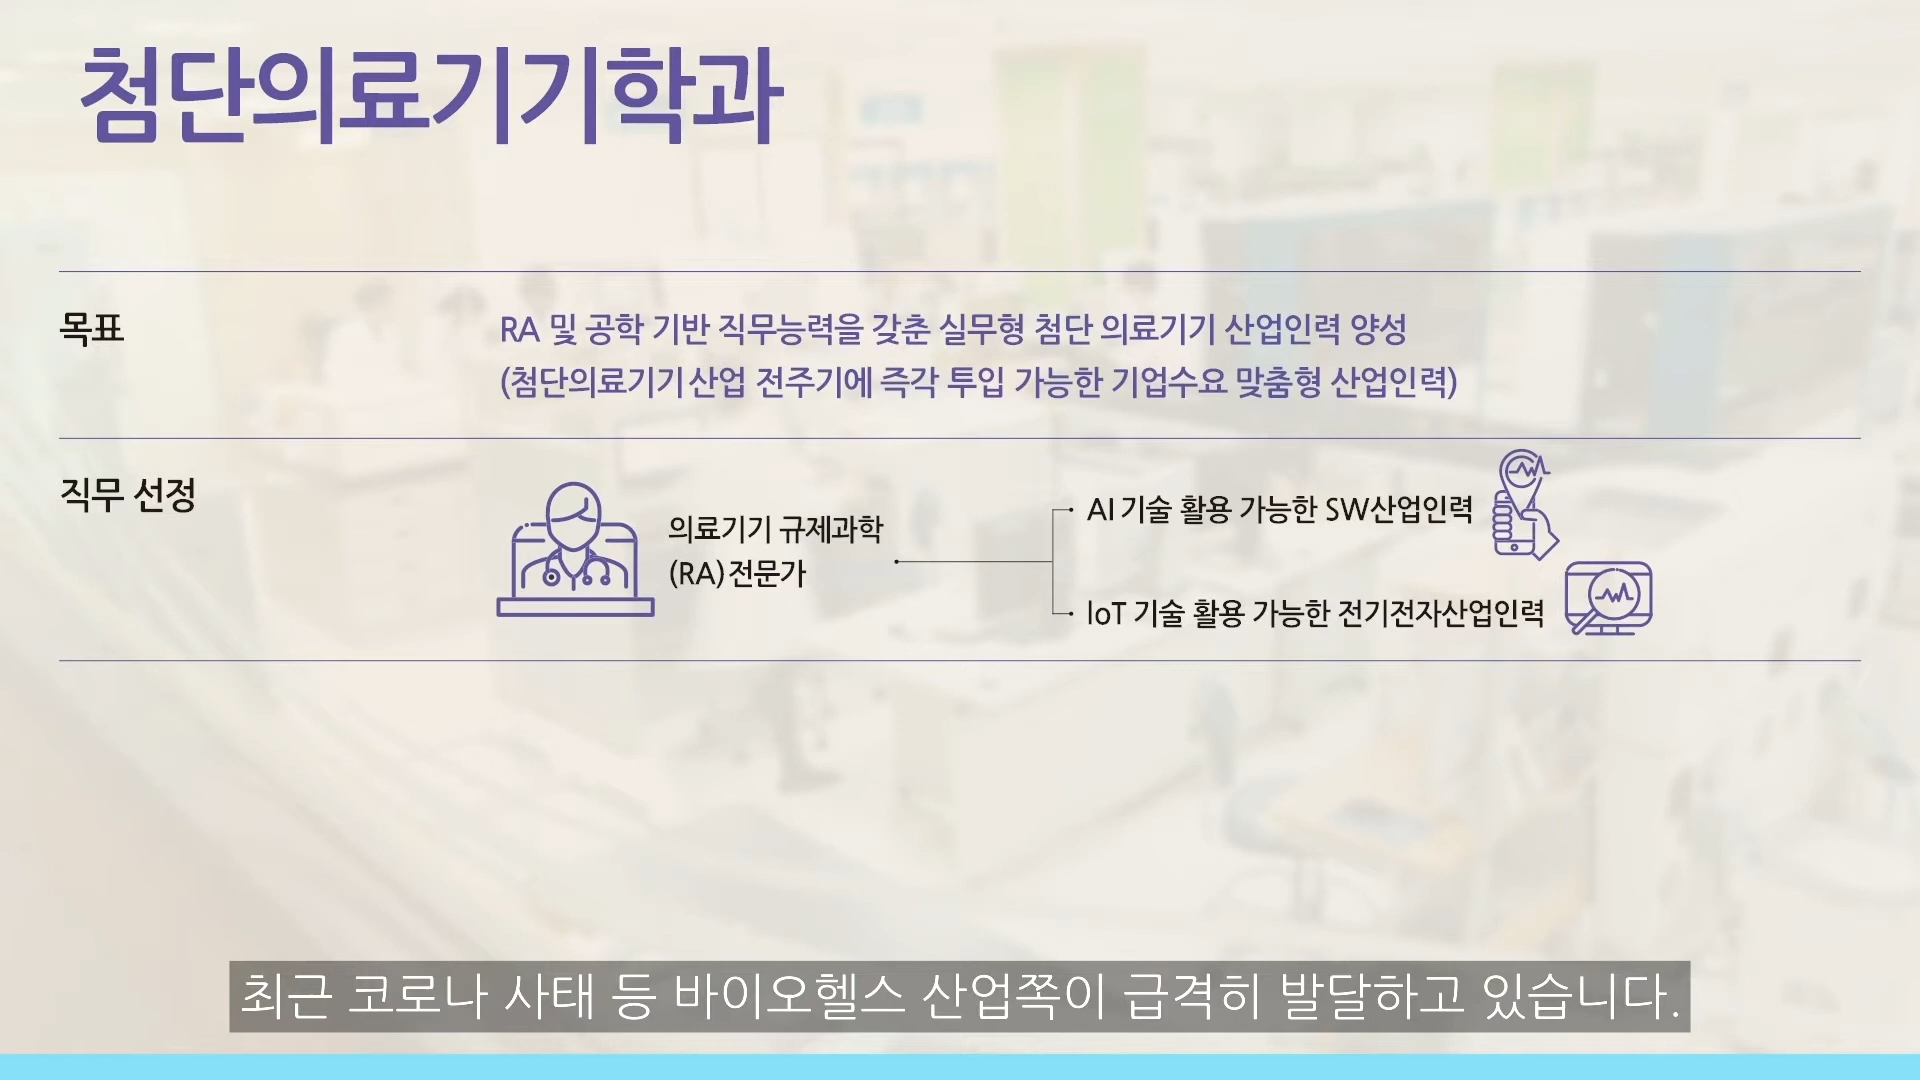 첨단의료기기학과
목표
RA 및 공학 기반 직무능력을 갖춘 실무형 첨단 의료기기 산업인력 양성
(첨단의료기기 산업 전주기에 즉각 투입 가능한 기업수요 맞춤형 산업인력)
직무 선정
의료기기 규제과학
(RA) 전문가
AI 기술 활용 가능한 SW산업인력
IoT 기술 활용 가능한 전기전자산업인력
최근 코로나 사태 등 바이오헬스 산업쪽이 급격히 발달하고 있습니다.